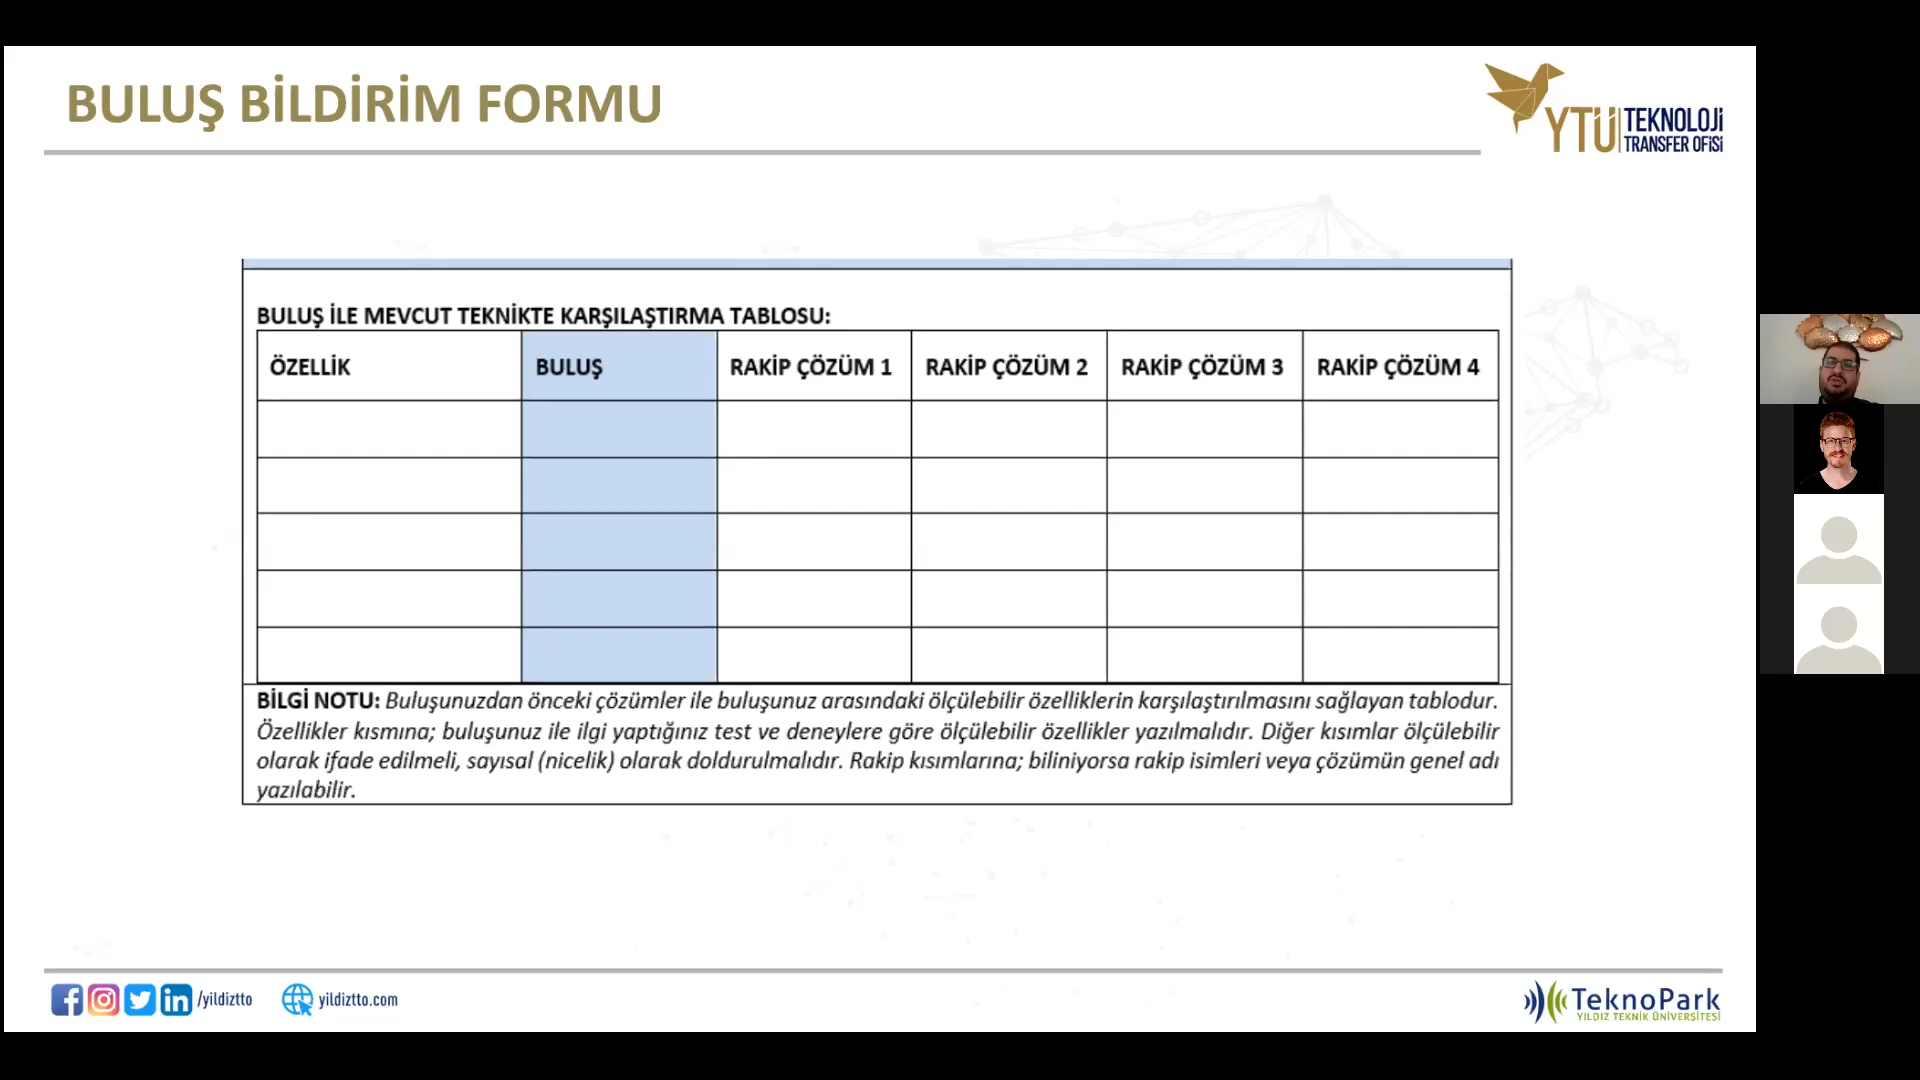 BULUŞ BİLDİRİM FORMU
YTÜ TEKNOLOJİ
TRANSFER OFİSİ
BULUŞ İLE MEVCUT TEKNİKTE KARŞILAŞTIRMA TABLOSU:
ÖZELLİK BULUŞ RAKİP ÇÖZÜM 1 RAKİP ÇÖZÜM 2 RAKİP ÇÖZÜM 3 RAKİP ÇÖZÜM 4
BİLGİ NOTU: Buluşunuzdan önceki çözümler ile buluşunuz arasındaki ölçülebilir özelliklerin karşılaştırılmasını sağlayan tablodur.
Özellikler kısmına; buluşunuz ile ilgi yaptığınız test ve deneylere göre ölçülebilir özellikler yazılmalıdır. Diğer kısımlar ölçülebilir
olarak ifade edilmeli, sayısal (nicelik) olarak doldurulmalıdır. Rakip kısımlarına; biliniyorsa rakip isimleri veya çözümün genel adı
yazılabilir.
/yildiztto yildiztto.com
TeknoPark
YILDIZ TEKNİK ÜNİVERSİTESİ